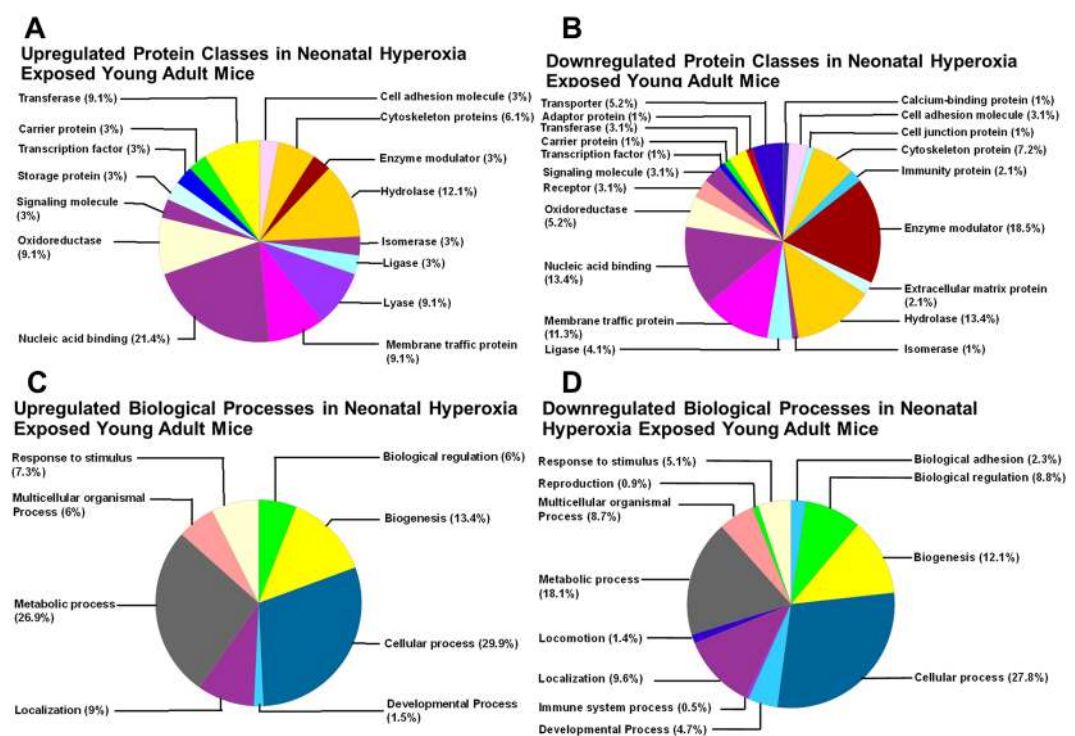 A
Upregulated Protein Classes in Neonatal Hyperoxia
Exposed Young Adult Mice
Transferase (9.1%)
Carrier protein (3%)
Transcription factor (3%)
Storage protein (3%)
Signaling molecule
(3%)
Oxidoreductase
(9.1%)
Nucleic acid binding (21.4%)
Cell adhesion molecule (3%)
Cytoskeleton proteins (6.1%)
Enzyme modulator (3%)
Hydrolase (12.1%)
Isomerase (3%)
Ligase (3%)
Lyase (9.1%)
Membrane traffic protein
(9.1%)
B
Downregulated Protein Classes in Neonatal Hyperoxia
Exposed Young Adult Mice
Transporter (5.2%)
Adaptor protein (1%)
Transferase (3.1%)
Carrier protein (1%)
Transcription factor (1%)
Signaling molecule (3.1%)
Receptor (3.1%)
Oxidoreductase
(5.2%)
Nucleic acid binding
(13.4%)
Membrane traffic protein
(11.3%)
Ligase (4.1%)
Calcium-binding protein (1%)
Cell adhesion molecule (3.1%)
Cell junction protein (1%)
Cytoskeleton protein (7.2%)
Immunity protein (2.1%)
Enzyme modulator (18.5%)
Extracellular matrix protein
(2.1%)
Hydrolase (13.4%)
Isomerase (1%)
C
Upregulated Biological Processes in Neonatal Hyperoxia
Exposed Young Adult Mice
Response to stimulus
(7.3%)
Multicellular organismal
Process (6%)
Metabolic process
(26.9%)
Localization (9%)
Biological regulation (6%)
Biogenesis (13.4%)
Cellular process (29.9%)
Developmental Process
(1.5%)
D
Downregulated Biological Processes in Neonatal
Hyperoxia Exposed Young Adult Mice
Response to stimulus (5.1%)
Reproduction (0.9%)
Multicellular organismal
Process (8.7%)
Metabolic process
(18.1%)
Locomotion (1.4%)
Localization (9.6%)
Immune system process (0.5%)
Developmental Process (4.7%)
Biological adhesion (2.3%)
Biological regulation (8.8%)
Biogenesis (12.1%)
Cellular process (27.8%)